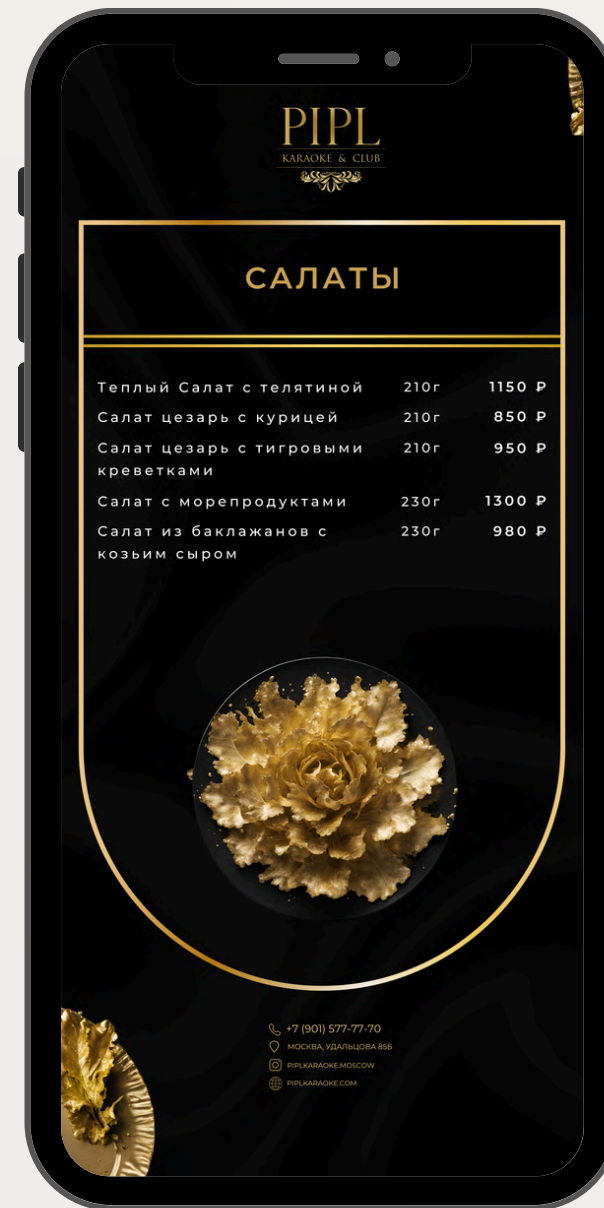 PIPL
KARAOKE & CLUB
САЛАТЫ
Теплый Салат с телятиной 210г 1150 ₽
Салат цезарь с курицей 210г 850 ₽
Салат цезарь с тигровыми 210г 950 ₽
креветками
Салат с морепродуктами 230г 1300 ₽
Салат из баклажанов с 230г 980 ₽
козьим сыром
+7 (901) 577-77-70
МОСКВА, УДАЛЬЦОВА 85Б
PIPLKARAOKE.MOSCOW
PIPLKARAOKE.COM